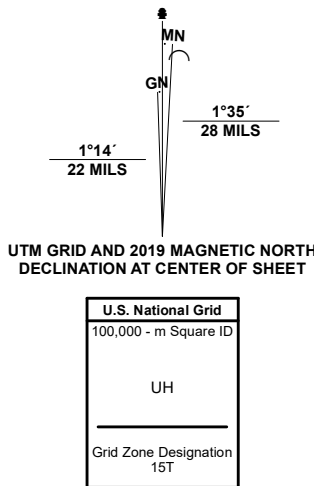 MN
GN
1°35´
28 MILS
1°14´
22 MILS
UTM GRID AND 2019 MAGNETIC NORTH
DECLINATION AT CENTER OF SHEET
U.S. National Grid
100,000 - m Square ID
UH
Grid Zone Designation
15T